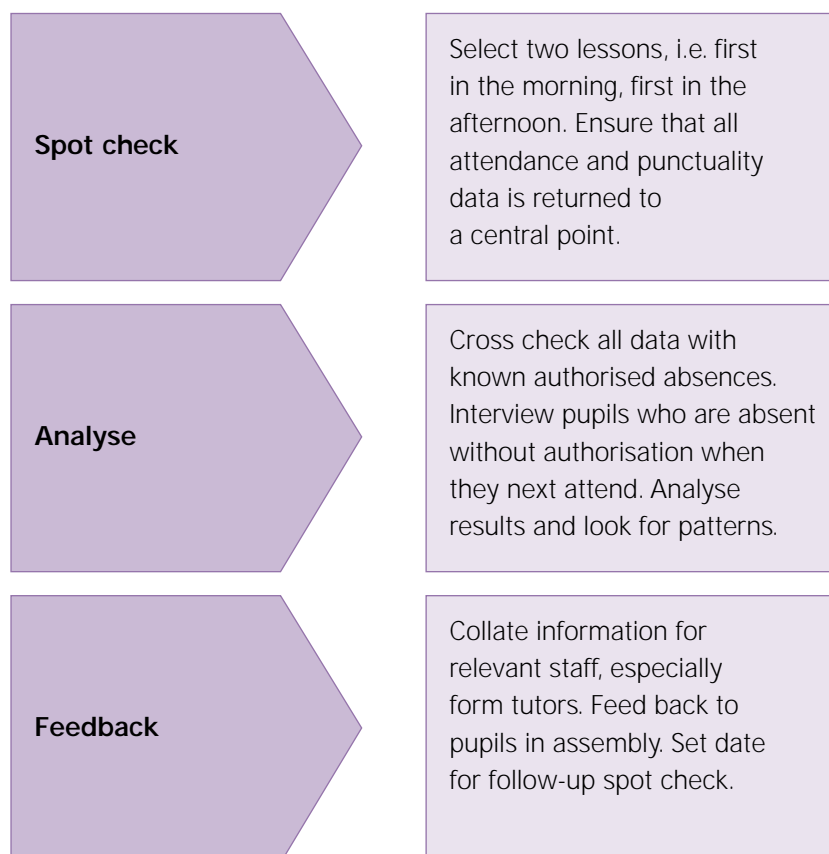 Spot check
Select two lessons, i.e. first
in the morning, first in the
afternoon. Ensure that all
attendance and punctuality
data is returned to
a central point.
Analyse
Cross check all data with
known authorised absences.
Interview pupils who are absent
without authorisation when
they next attend. Analyse
results and look for patterns.
Feedback
Collate information for
relevant staff, especially
form tutors. Feed back to
pupils in assembly. Set date
for follow-up spot check.